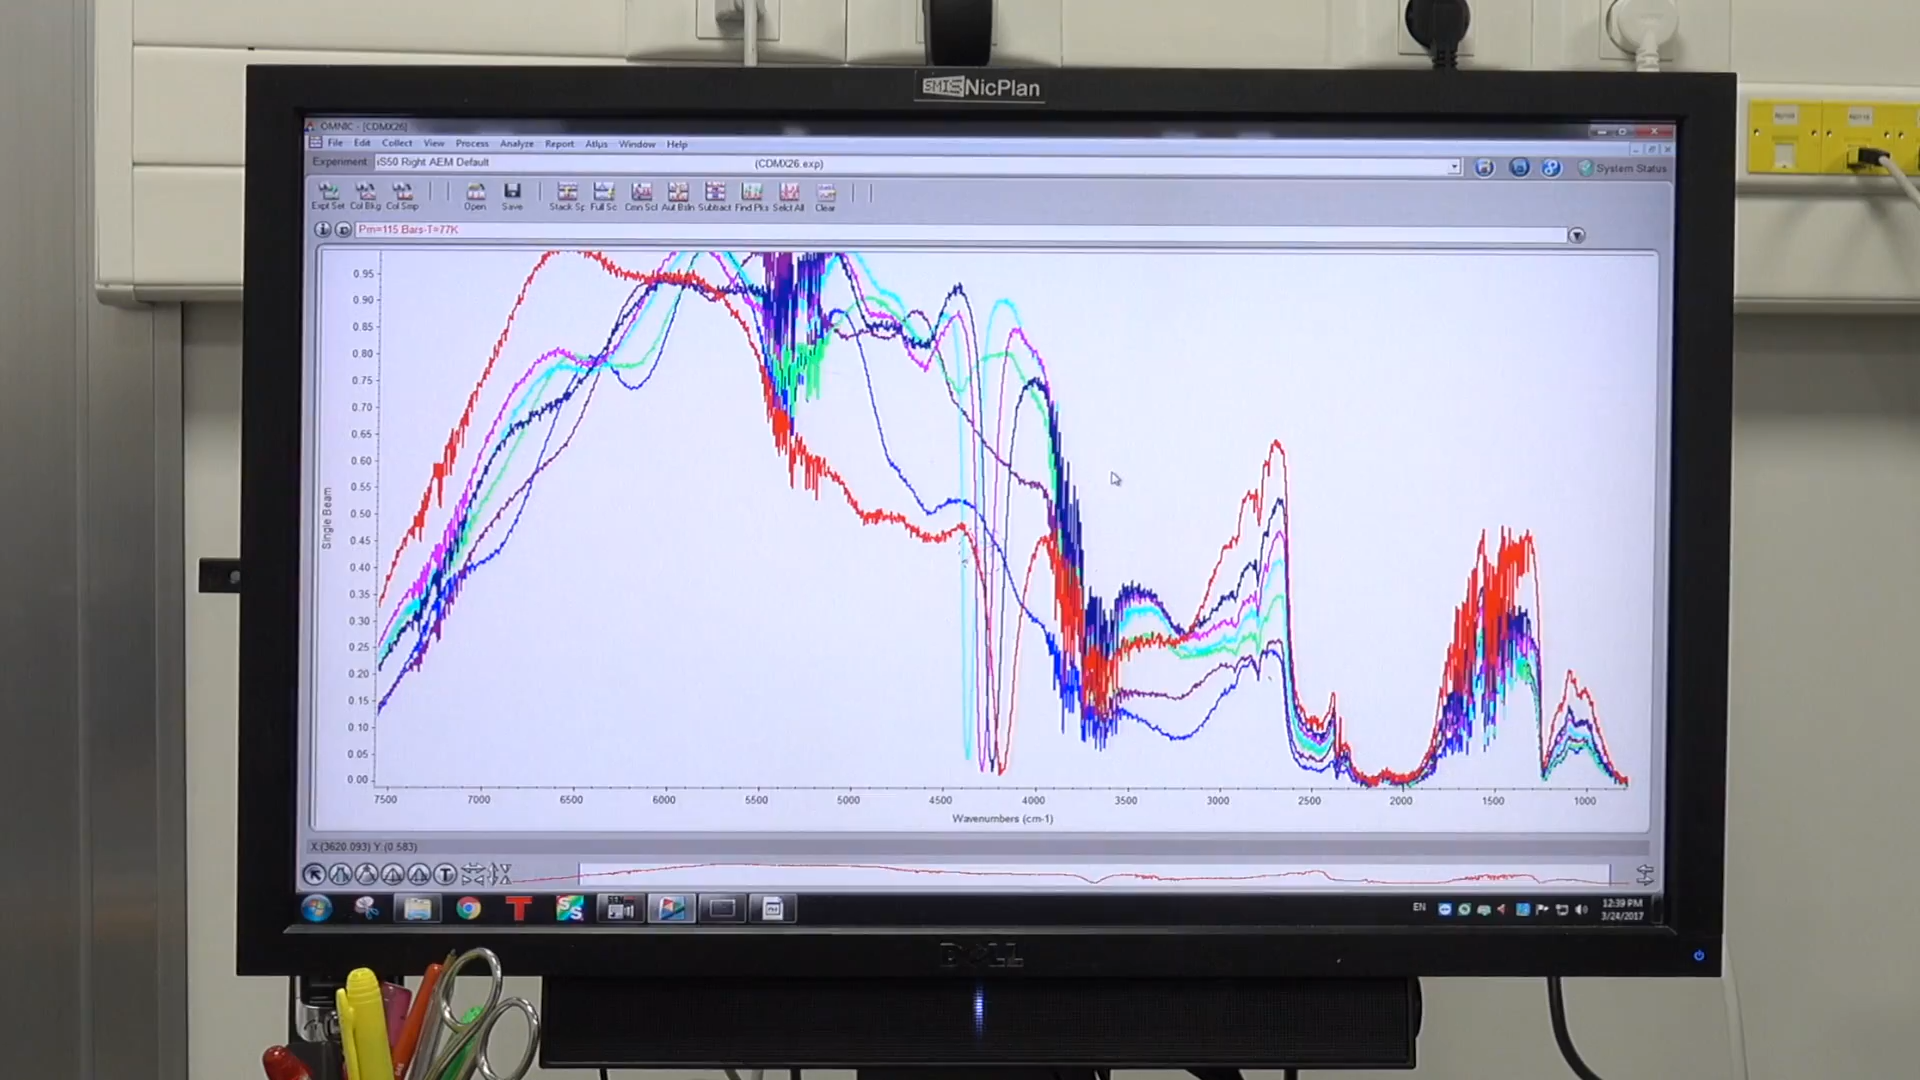 SMIS NicPlan
OMNIC - [CDMX26]
File Edit Collect View Process Analyze Report Atlµs Window Help
Experiment: iS50 Right AEM Default (CDMX26.exp) System Status
Expt Set Col Bkg Col Smp Open Save Stack Sp Full Sc Cmn Scl Aut Bsln Subtract Find Pks Selct All Clear
Pm=115 Bars-T=77K
0.95
0.90
0.85
0.80
0.75
0.70
0.65
0.60
0.55
0.50
0.45
0.40
0.35
0.30
0.25
0.20
0.15
0.10
0.05
0.00
Single Beam
7500 7000 6500 6000 5500 5000 4500 4000 3500 3000 2500 2000 1500 1000
Wavenumbers (cm-1)
X:(3620.093) Y:(0.583)
T
EN
12:39 PM
3/24/2017
DELL